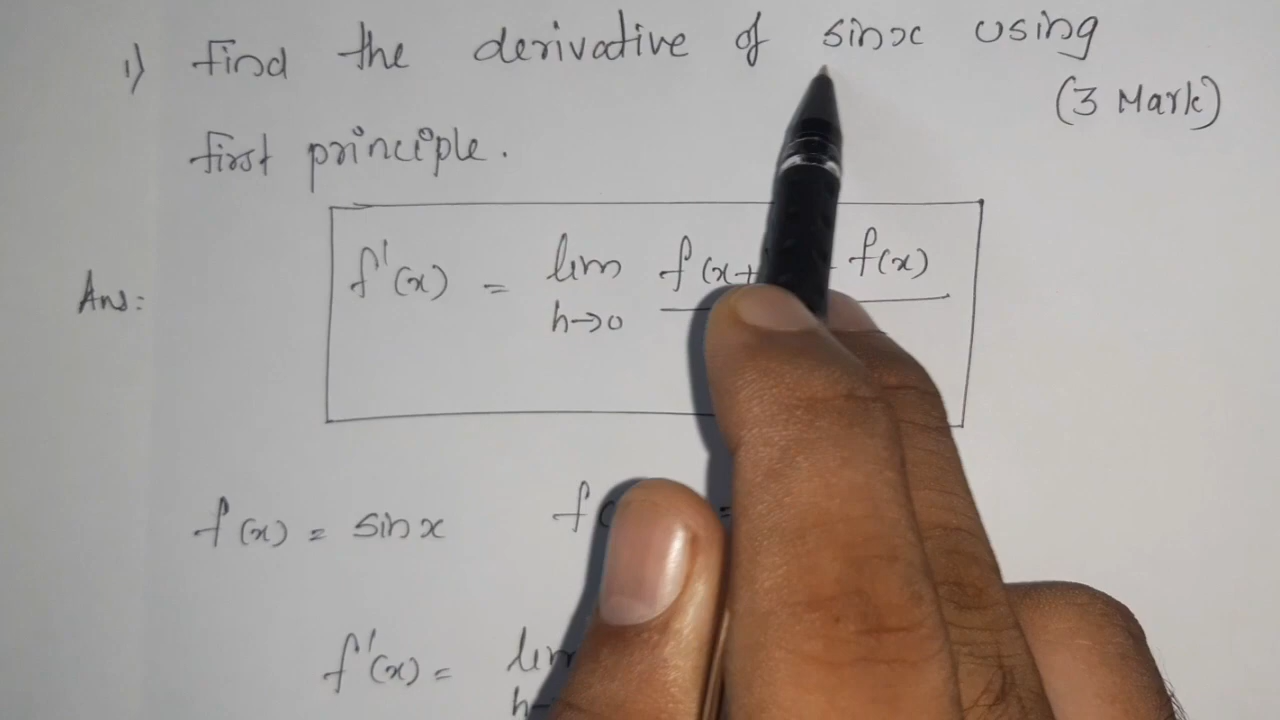 1) find the derivative of sinx using
(3 Mark)
first principle.
Ans: f'(x) = lim f(x+ - f(x)
h→0
f(x) = sinx f( =
f'(x) = lim
h→